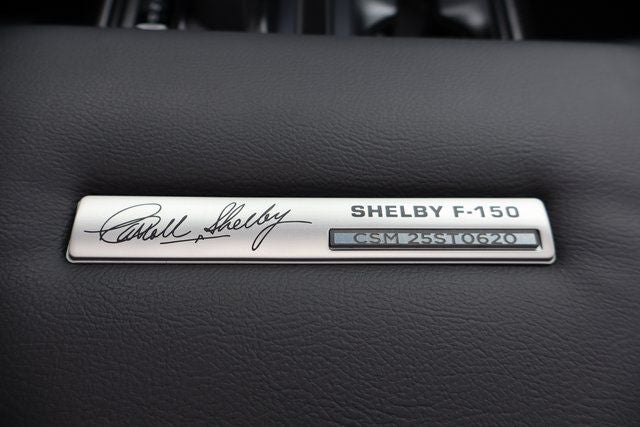 Carroll Shelby
SHELBY F-150
CSM 25ST0620